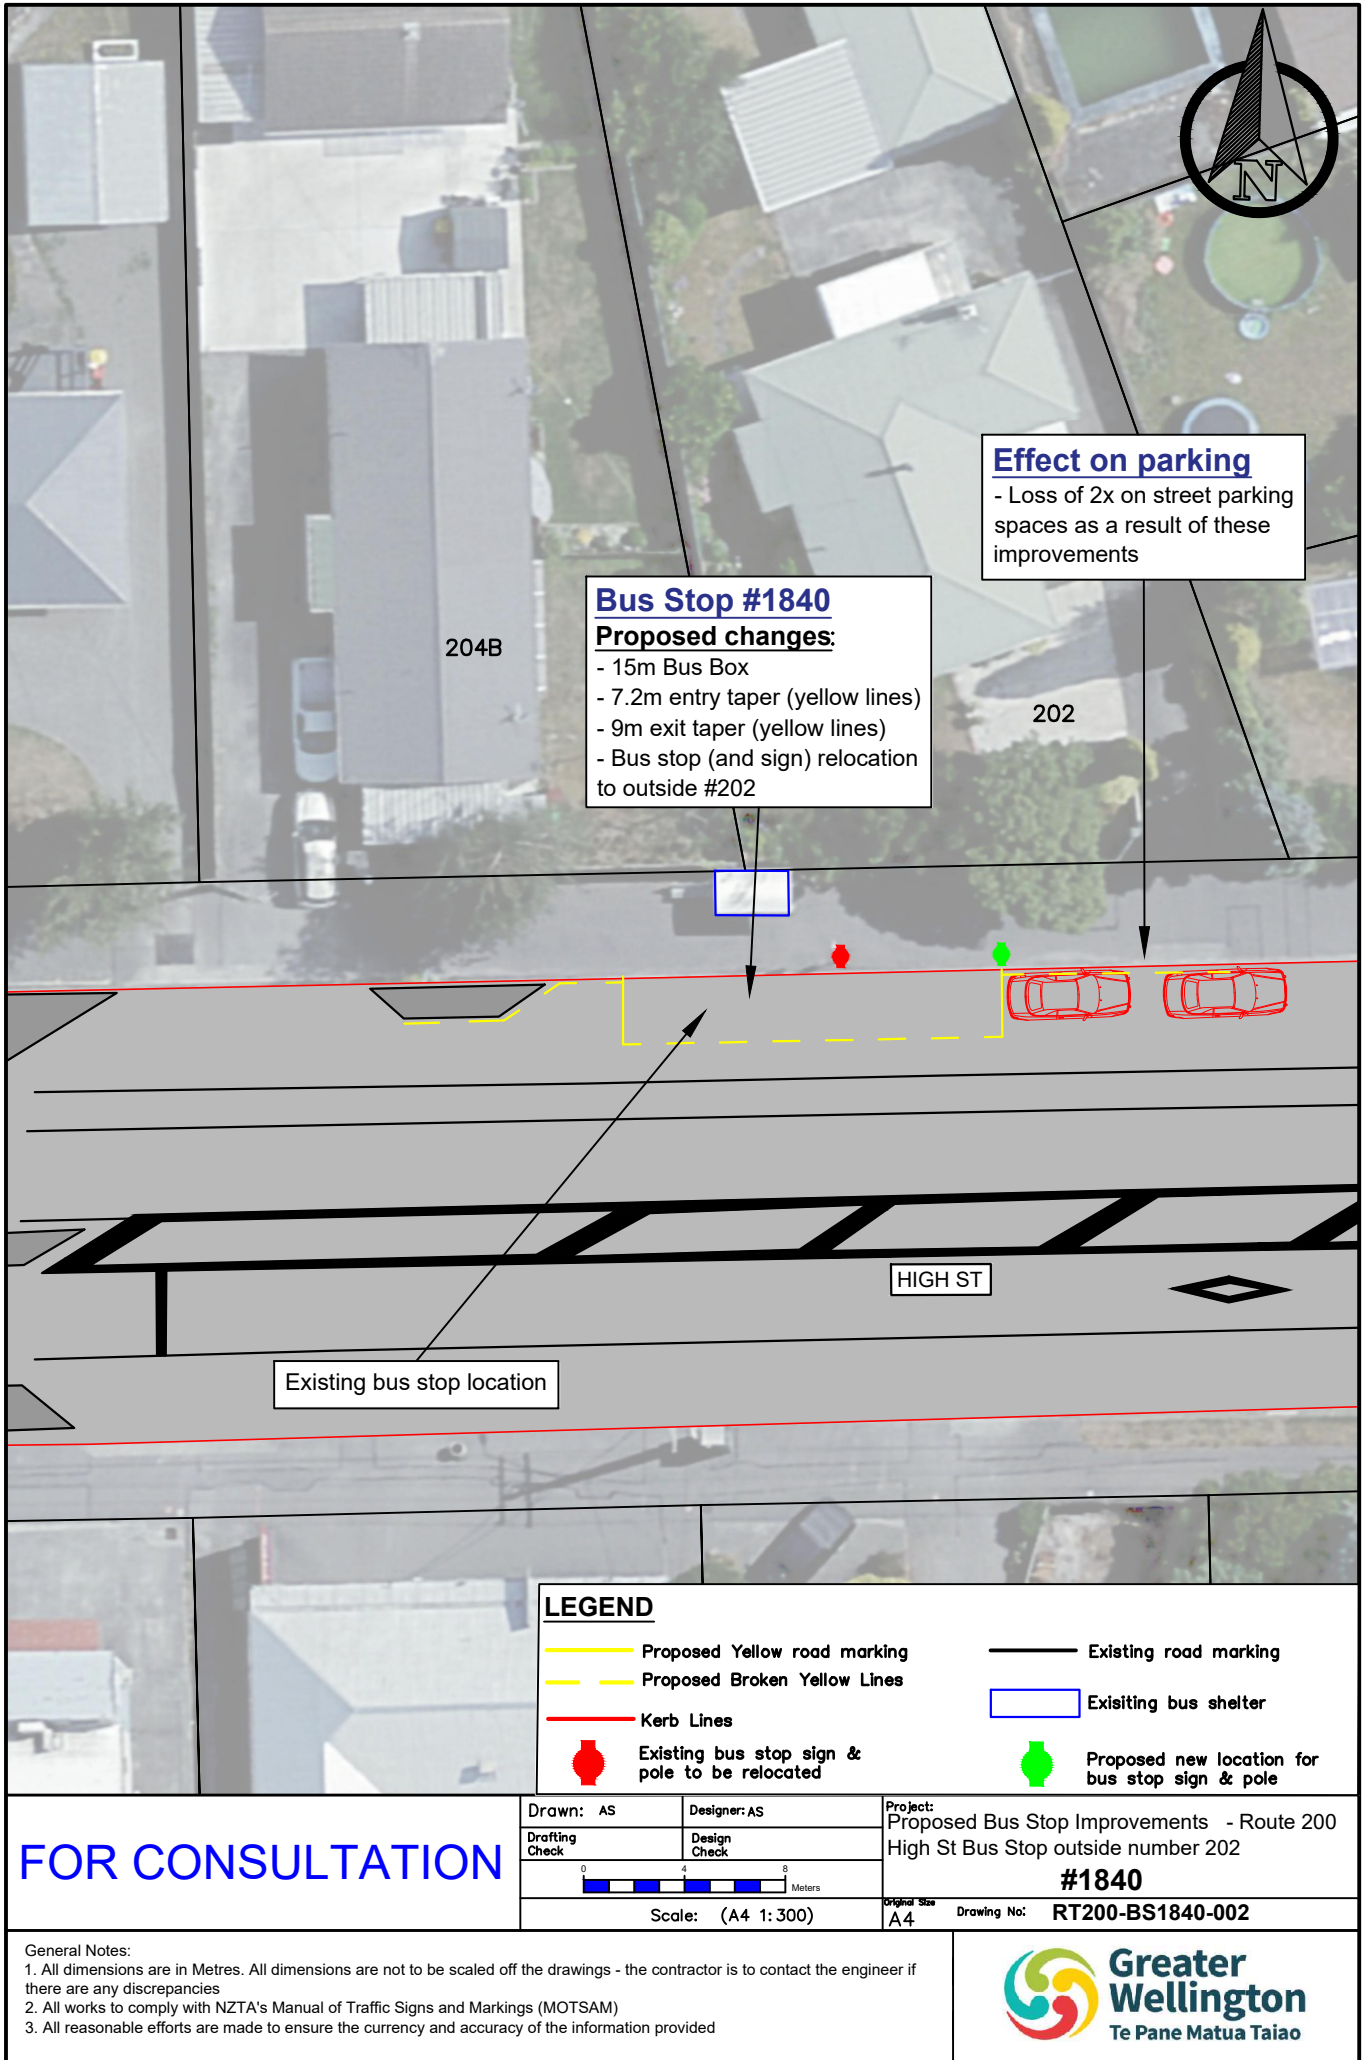 N
Effect on parking
- Loss of 2x on street parking
spaces as a result of these
improvements
Bus Stop #1840
Proposed changes:
- 15m Bus Box
- 7.2m entry taper (yellow lines)
- 9m exit taper (yellow lines)
- Bus stop (and sign) relocation
to outside #202
204B
202
HIGH ST
Existing bus stop location
LEGEND
Proposed Yellow road marking
Proposed Broken Yellow Lines
Kerb Lines
Existing bus stop sign &
pole to be relocated
Existing road marking
Exisiting bus shelter
Proposed new location for
bus stop sign & pole
FOR CONSULTATION
Drawn: AS
Designer: AS
Drafting
Check
Design
Check
0 4 8
Meters
Scale: (A4 1:300)
Project:
Proposed Bus Stop Improvements - Route 200
High St Bus Stop outside number 202
#1840
Original Size
A4
Drawing No: RT200-BS1840-002
General Notes:
1. All dimensions are in Metres. All dimensions are not to be scaled off the drawings - the contractor is to contact the engineer if
there are any discrepancies
2. All works to comply with NZTA's Manual of Traffic Signs and Markings (MOTSAM)
3. All reasonable efforts are made to ensure the currency and accuracy of the information provided
Greater
Wellington
Te Pane Matua Taiao